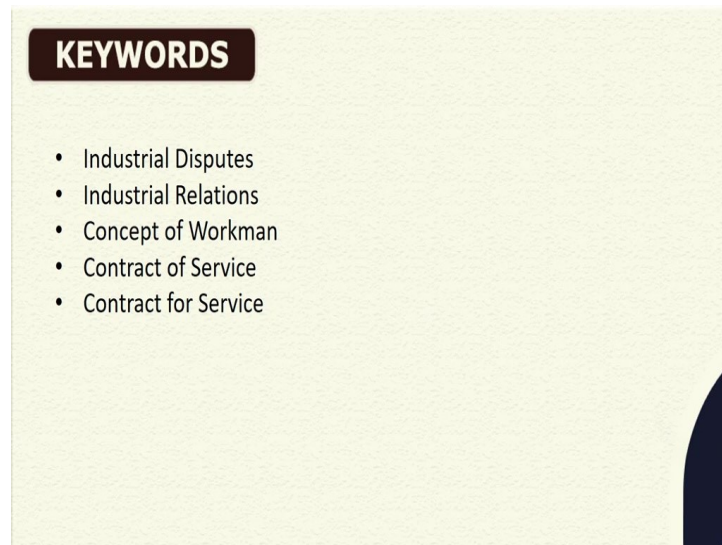 KEYWORDS
• Industrial Disputes
• Industrial Relations
• Concept of Workman
• Contract of Service
• Contract for Service